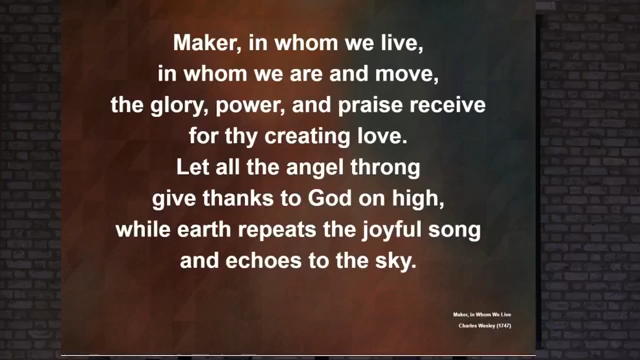 Maker, in whom we live,
in whom we are and move,
the glory, power, and praise receive
for thy creating love.
Let all the angel throng
give thanks to God on high,
while earth repeats the joyful song
and echoes to the sky.
Maker, in Whom We Live
Charles Wesley (1747)